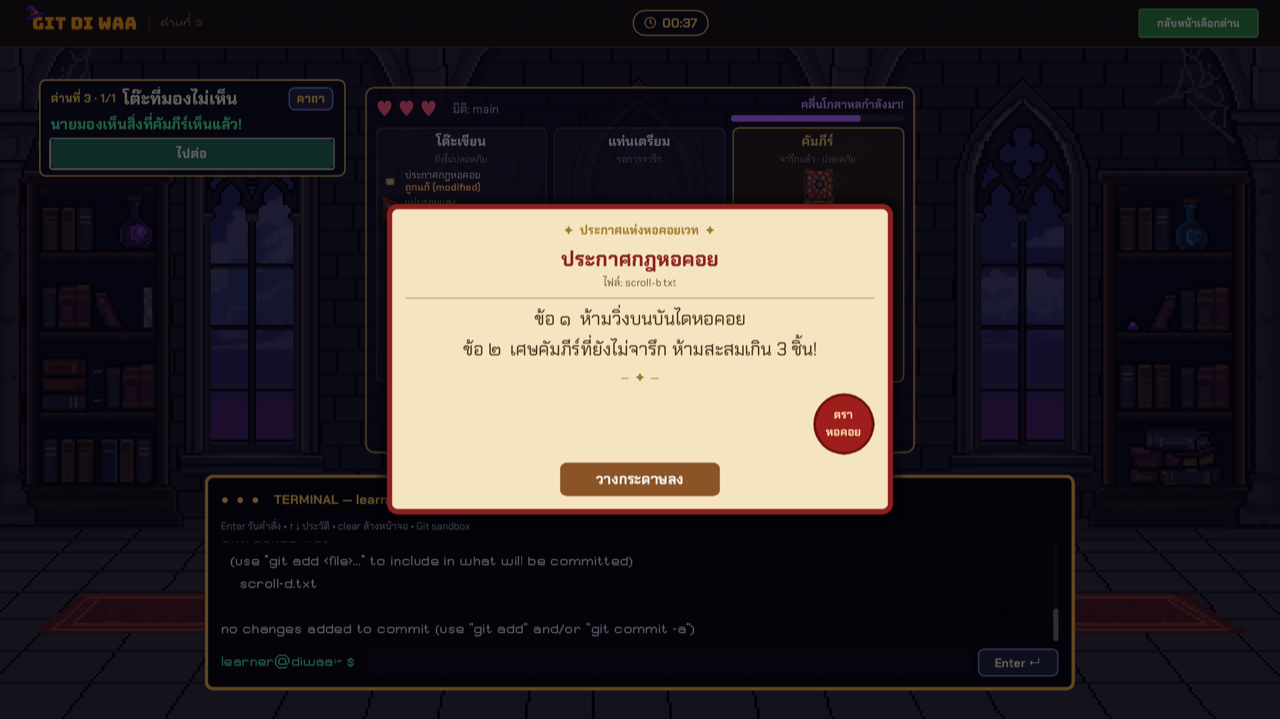 GIT DI WAA
ด่านที่ ๓
00:37
กลับหน้าเลือกด่าน
ด่านที่ 3 · 1/1 โต๊ะที่มองไม่เห็น
คาถา
นายมองเห็นสิ่งที่คัมภีร์เห็นแล้ว!
ไปต่อ
มิติ: main
คลื่นโกลาหลกำลังมา!
โต๊ะเขียน
ยังไม่ปลอดภัย
ประกาศกฎหอคอย
ถูกแก้ (modified)
แท่นเตรียม
รอการจารึก
คัมภีร์
จารึกแล้ว · ปลอดภัย
✦ ประกาศแห่งหอคอยเวท ✦
ประกาศกฎหอคอย
ไฟล์: scroll-b.txt
ข้อ ๑ ห้ามวิ่งบนบันไดหอคอย
ข้อ ๒ เศษคัมภีร์ที่ยังไม่จารึก ห้ามสะสมเกิน 3 ชิ้น!
— ✦ —
ตรา
หอคอย
วางกระดาษลง
TERMINAL — learn
Enter รันคำสั่ง • ↑↓ ประวัติ • clear ล้างหน้าจอ • Git sandbox
(use "git add <file>..." to include in what will be committed)
scroll-d.txt
no changes added to commit (use "git add" and/or "git commit -a")
learner@diwaa:~ $
Enter ↵